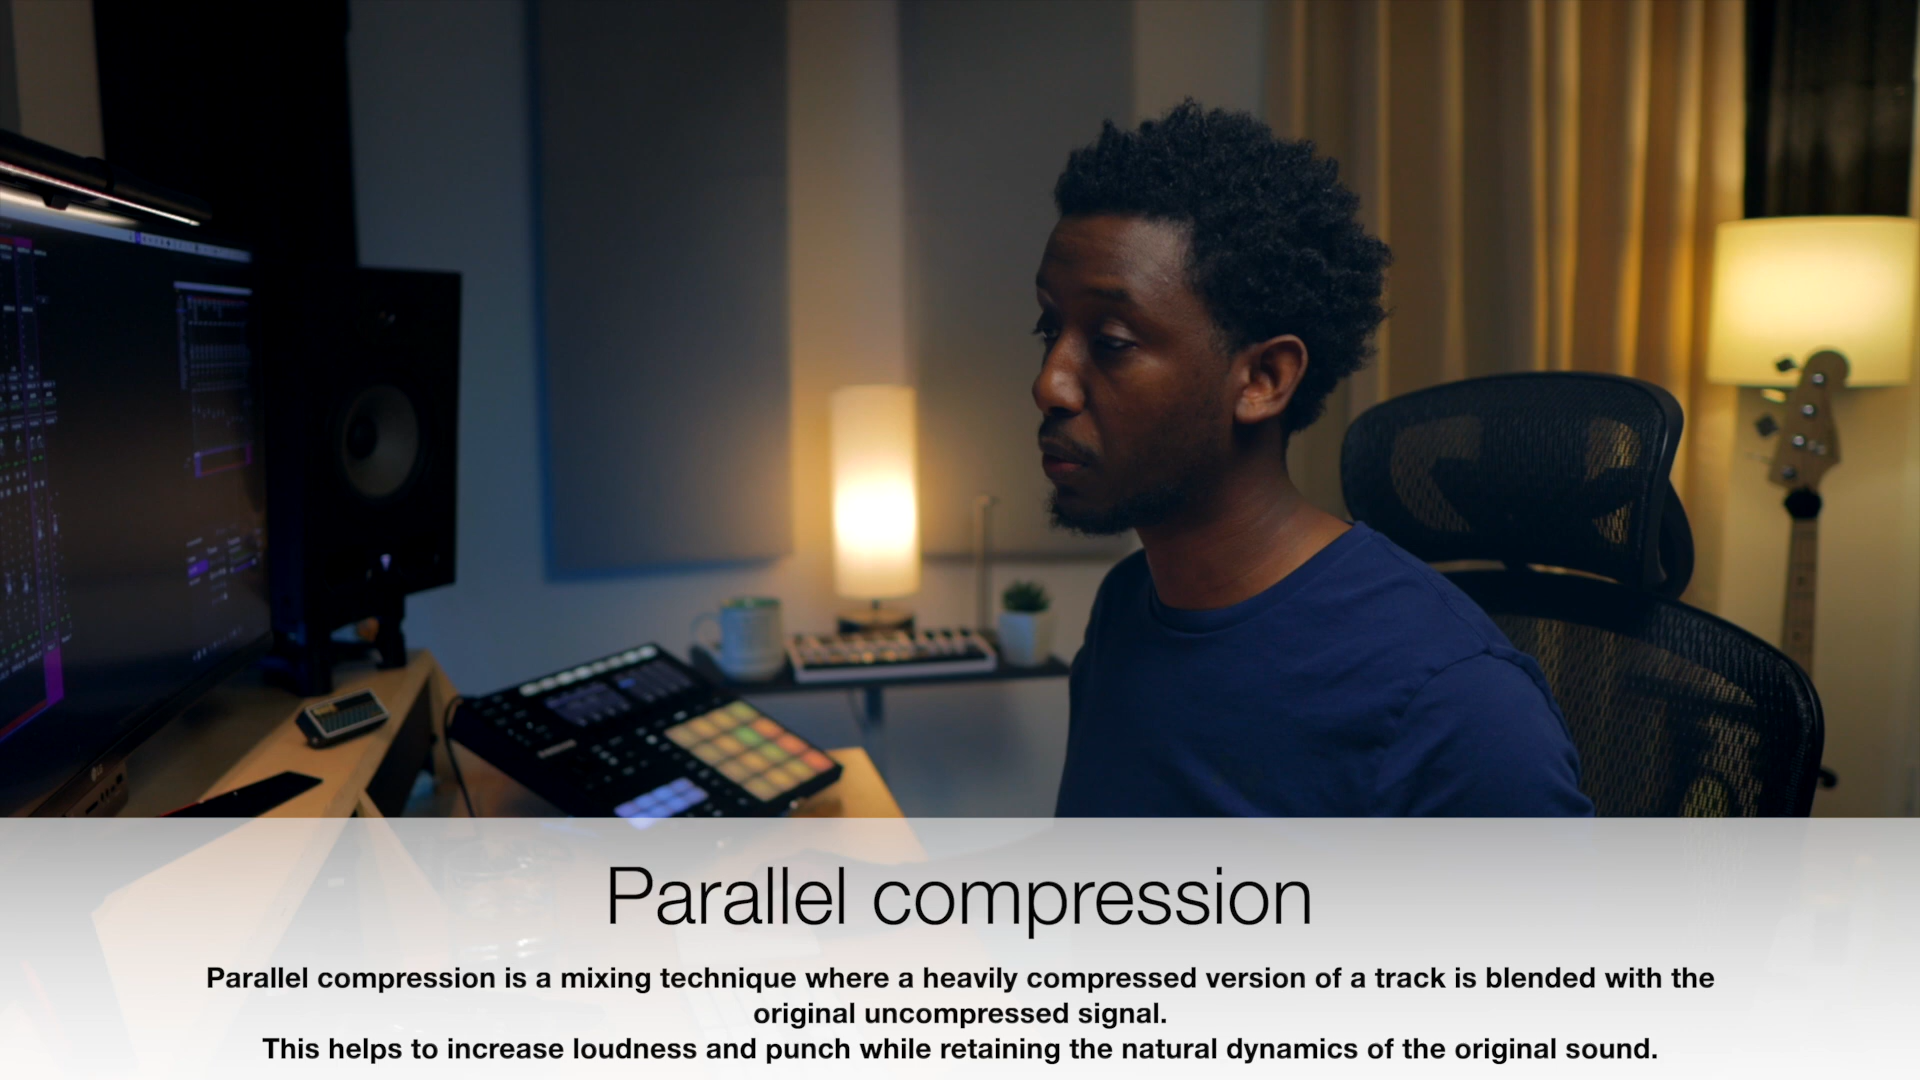 Parallel compression
Parallel compression is a mixing technique where a heavily compressed version of a track is blended with the
original uncompressed signal.
This helps to increase loudness and punch while retaining the natural dynamics of the original sound.